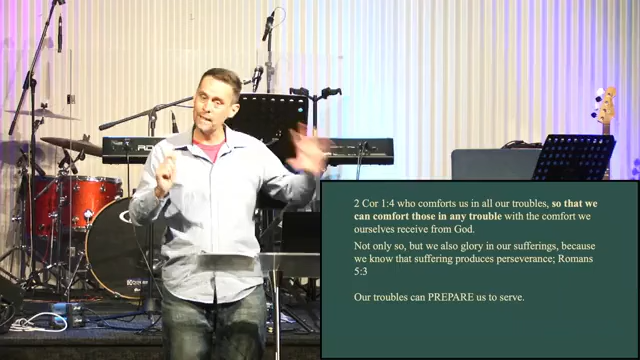 2 Cor 1:4 who comforts us in all our troubles, so that we
can comfort those in any trouble with the comfort we
ourselves receive from God.
Not only so, but we also glory in our sufferings, because
we know that suffering produces perseverance; Romans
5:3
Our troubles can PREPARE us to serve.